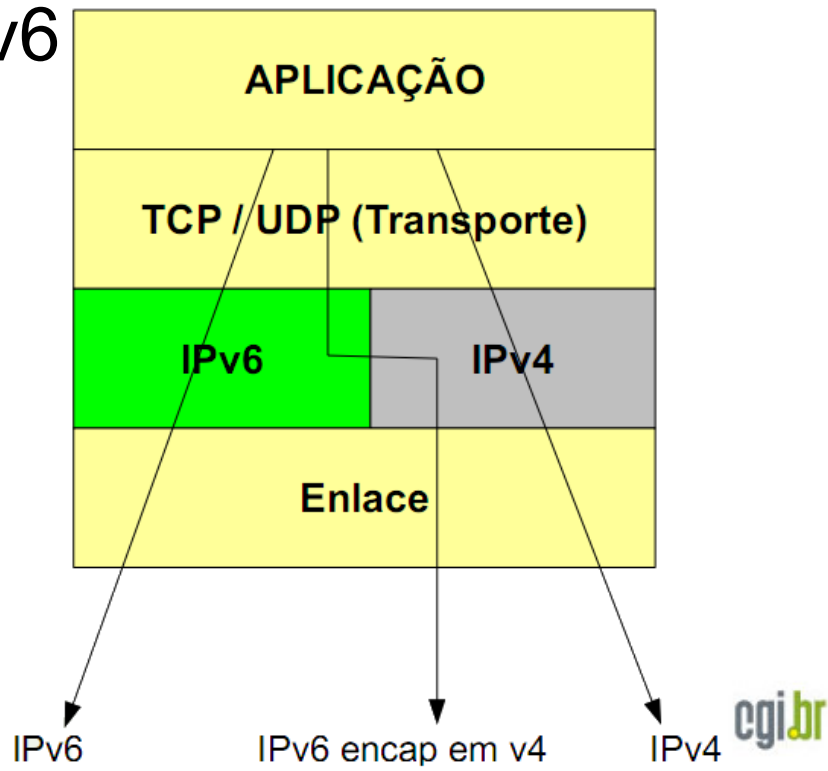 v6
APLICAÇÃO
TCP / UDP (Transporte)
IPv6 IPv4
Enlace
IPv6 IPv6 encap em v4 IPv4
cgi.br